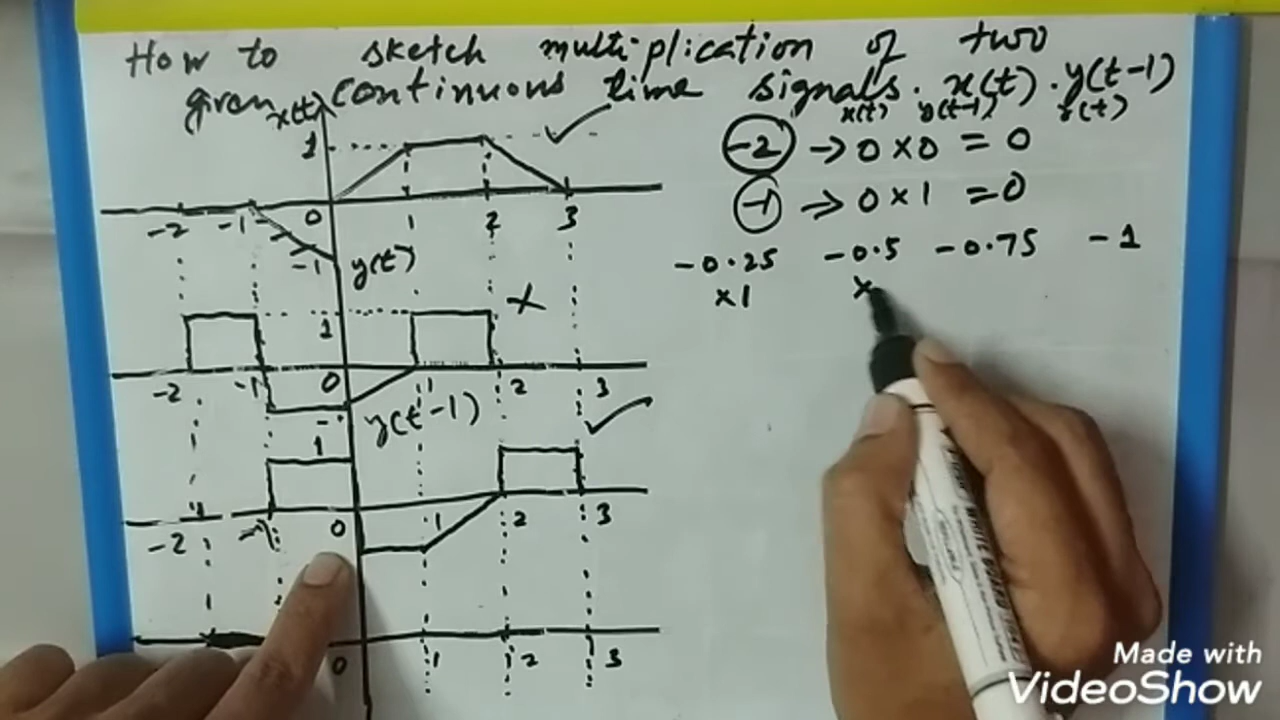 How to sketch multiplication of two
given continuous time signals. x(t).y(t-1)
x(t) y(t-1) z(t)
-2 → 0 x 0 = 0
-1 → 0 x 1 = 0
-0.25 -0.5 -0.75 -1
x1 x
x(t)
1
-2 -1 0 1 2 3
-1
y(t)
1 x
-2 -1 0 1 2 3
-1
y(t-1)
1
-2 -1 0 1 2 3
0 1 2 3
Made with
VideoShow